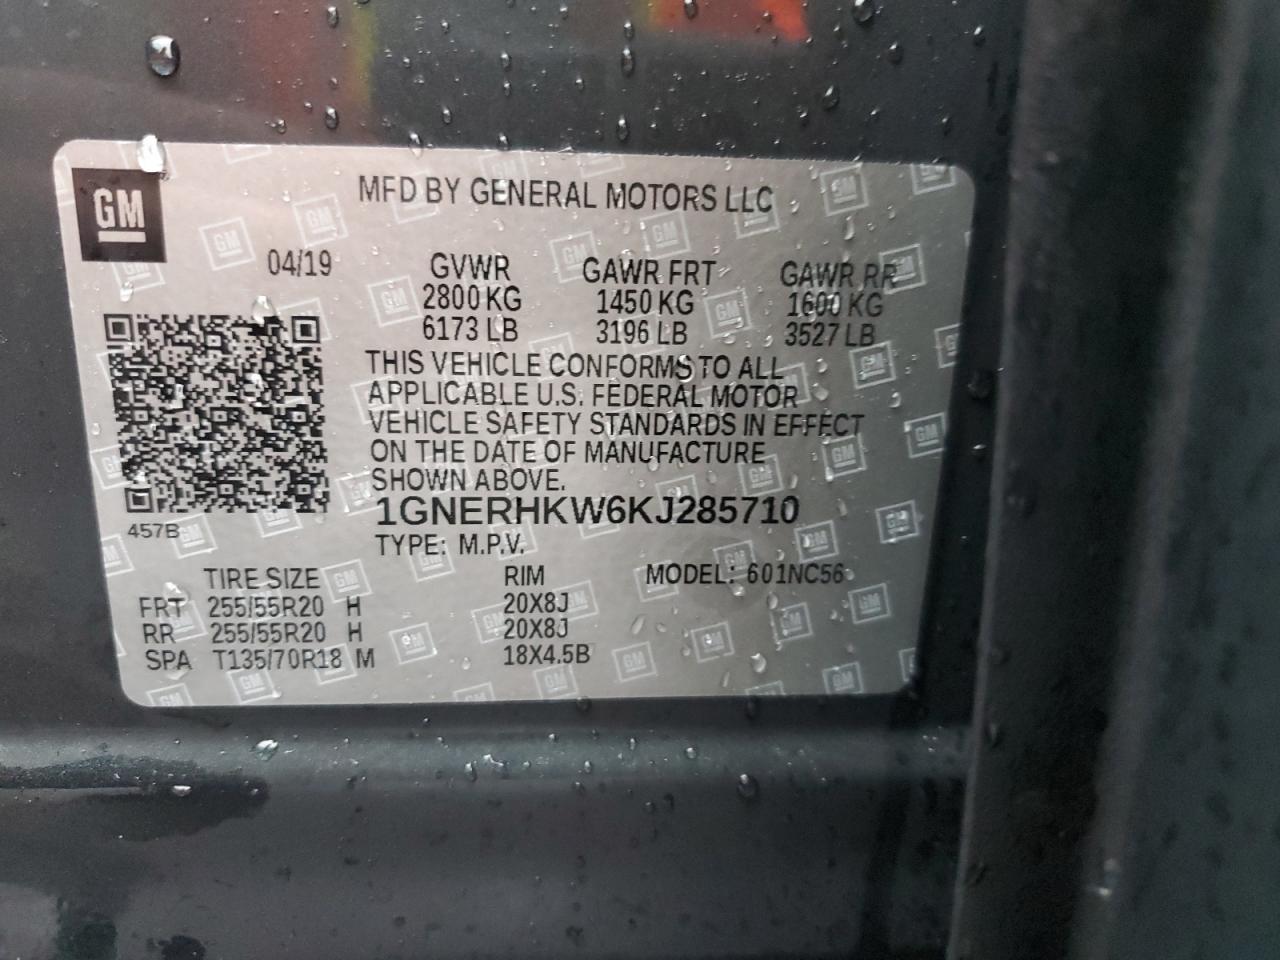 GM
MFD BY GENERAL MOTORS LLC
04/19 GVWR GAWR FRT GAWR RR
2800 KG 1450 KG 1600 KG
6173 LB 3196 LB 3527 LB
THIS VEHICLE CONFORMS TO ALL
APPLICABLE U.S. FEDERAL MOTOR
VEHICLE SAFETY STANDARDS IN EFFECT
ON THE DATE OF MANUFACTURE
SHOWN ABOVE.
1GNERHKW6KJ285710
457B
TYPE: M.P.V.
TIRE SIZE RIM MODEL: 601NC56
FRT 255/55R20 H 20X8J
RR 255/55R20 H 20X8J
SPA T135/70R18 M 18X4.5B